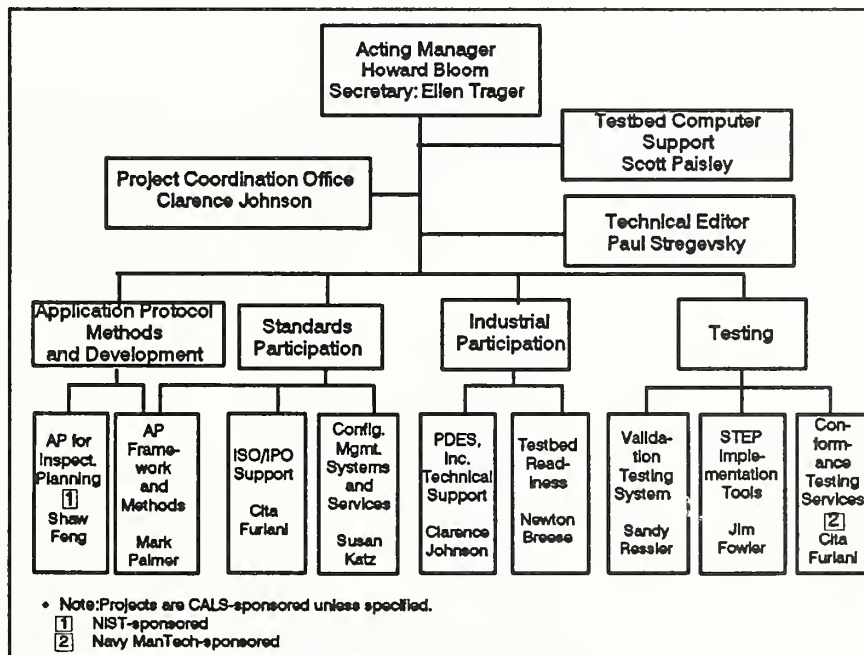 Acting Manager
Howard Bloom
Secretary: Ellen Trager
Testbed Computer
Support
Scott Paisley
Project Coordination Office
Clarence Johnson
Technical Editor
Paul Stregevsky
Application Protocol
Methods
and Development
Standards
Participation
Industrial
Participation
Testing
AP for
Inspect.
Planning
1
Shaw
Feng
AP
Frame-
work
and
Methods
Mark
Palmer
ISO/IPO
Support
Cita
Furlani
Config.
Mgmt.
Systems
and
Services
Susan
Katz
PDES,
Inc.
Technical
Support
Clarence
Johnson
Testbed
Read-
iness
Newton
Breese
Valida-
tion
Testing
System
Sandy
Ressler
STEP
Imple-
mentation
Tools
Jim
Fowler
Con-
form-
ance
Testing
Services
2
Cita
Furlani
• Note:Projects are CALS-sponsored unless specified.
1 NIST-sponsored
2 Navy ManTech-sponsored